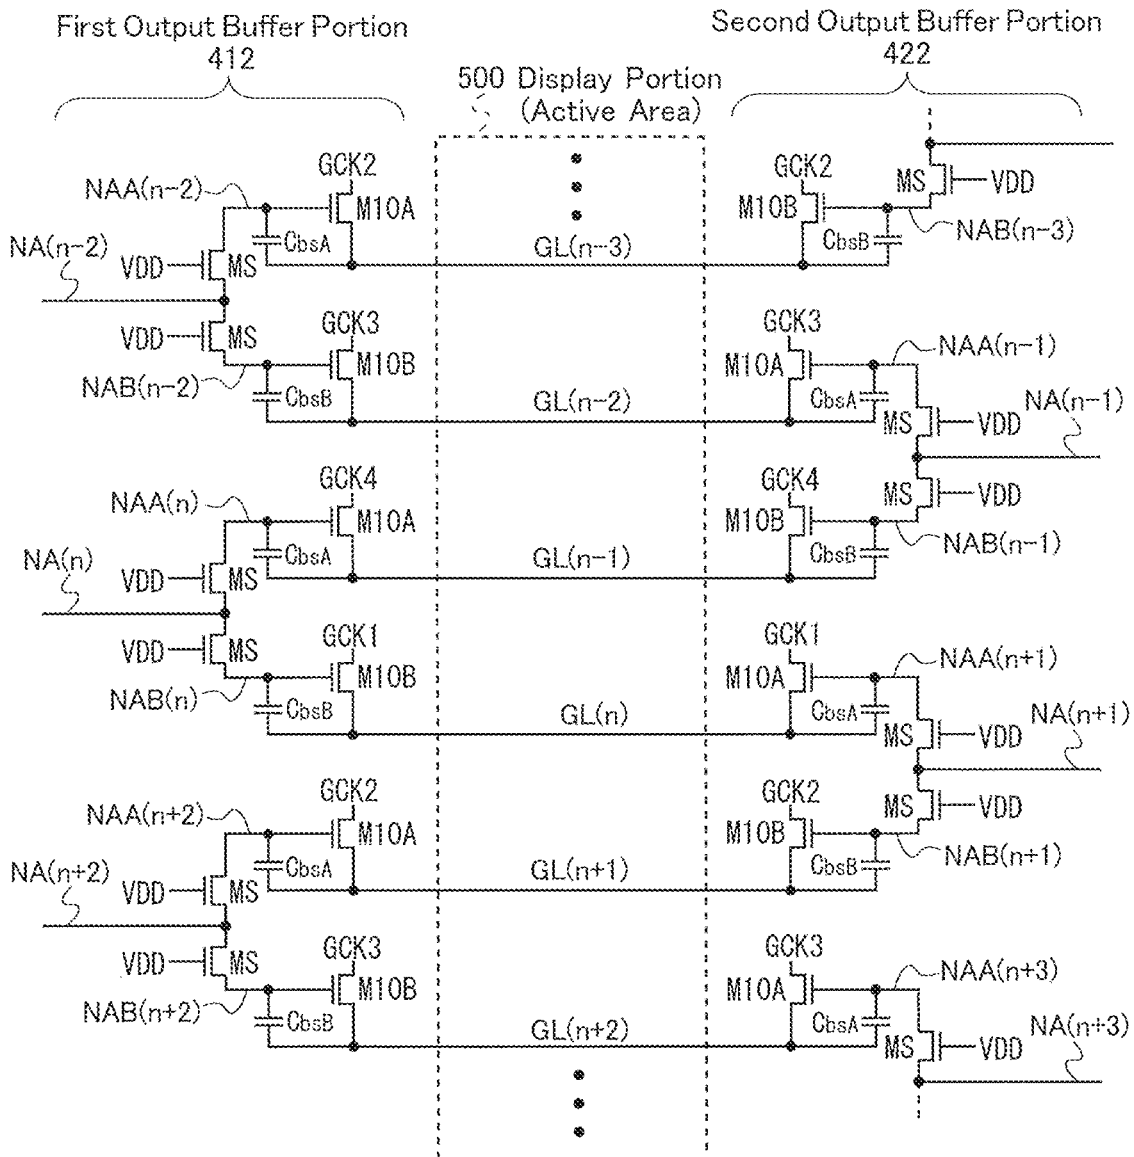 First Output Buffer Portion
412
500 Display Portion
(Active Area)
Second Output Buffer Portion
422
GCK2
NAA(n-2)
M10A
CbsA
NA(n-2)
VDD
MS
VDD
MS
GCK3
M10B
NAB(n-2)
CbsB
GL(n-3)
GCK2
M10B
MS
VDD
CbsB
NAB(n-3)
GL(n-2)
GCK3
M10A
NAA(n-1)
CbsA
MS
VDD
NA(n-1)
GCK4
NAA(n)
M10A
CbsA
NA(n)
VDD
MS
VDD
MS
GCK1
M10B
NAB(n)
CbsB
GL(n-1)
GCK4
M10B
MS
VDD
CbsB
NAB(n-1)
GL(n)
GCK1
M10A
NAA(n+1)
CbsA
MS
VDD
NA(n+1)
GCK2
NAA(n+2)
M10A
CbsA
NA(n+2)
VDD
MS
VDD
MS
GCK3
M10B
NAB(n+2)
CbsB
GL(n+1)
GCK2
M10B
MS
VDD
CbsB
NAB(n+1)
GL(n+2)
GCK3
M10A
NAA(n+3)
CbsA
MS
VDD
NA(n+3)